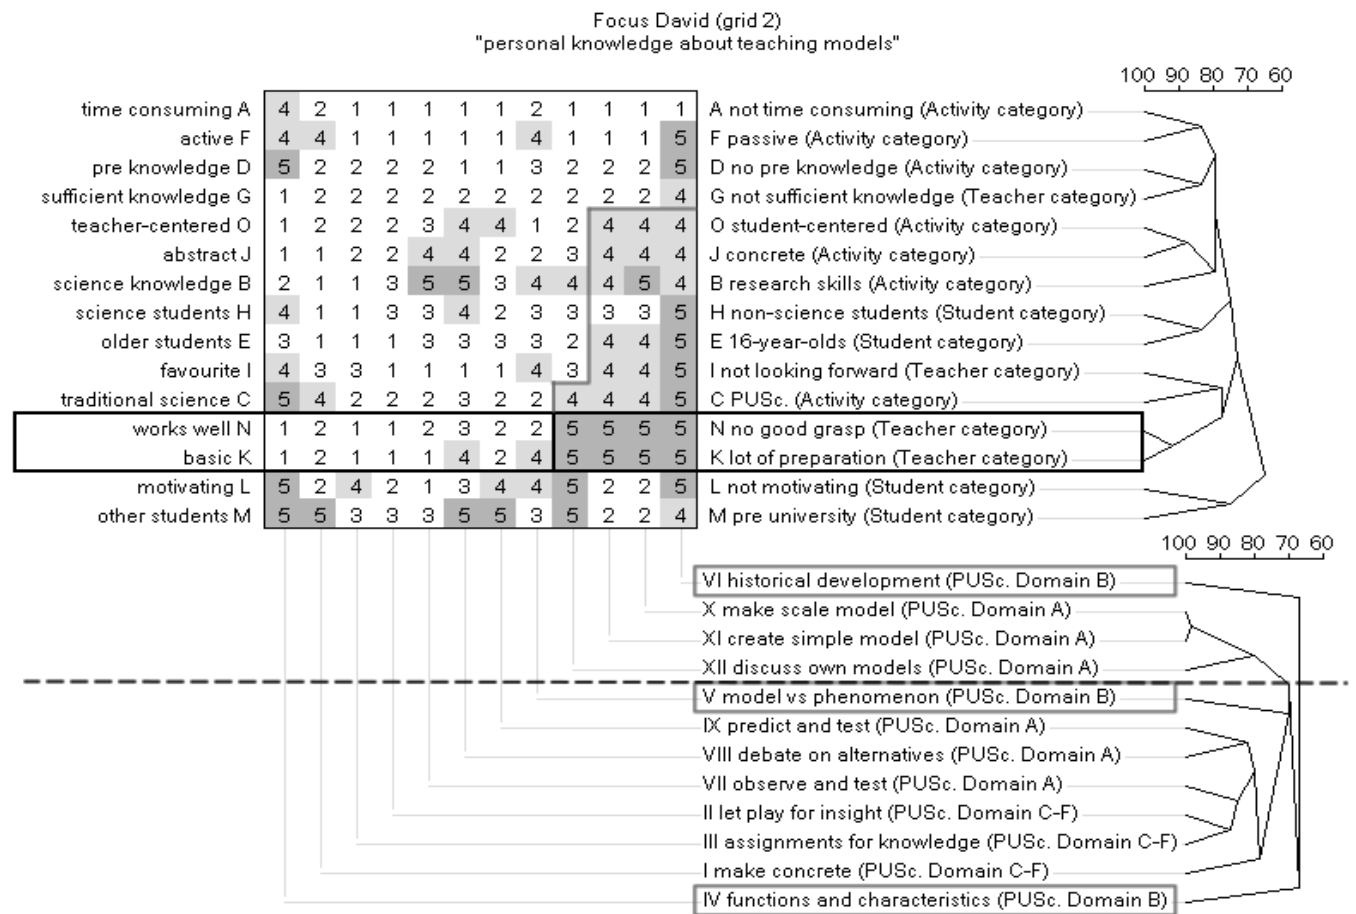 Focus David (grid 2)
"personal knowledge about teaching models"
100 90 80 70 60
time consuming A 4 2 1 1 1 1 1 2 1 1 1 1 A not time consuming (Activity category)
active F 4 4 1 1 1 1 1 4 1 1 1 5 F passive (Activity category)
pre knowledge D 5 2 2 2 2 1 1 3 2 2 2 5 D no pre knowledge (Activity category)
sufficient knowledge G 1 2 2 2 2 2 2 2 2 2 2 4 G not sufficient knowledge (Teacher category)
teacher-centered O 1 2 2 2 3 4 4 1 2 4 4 4 O student-centered (Activity category)
abstract J 1 1 2 2 4 4 2 2 3 4 4 4 J concrete (Activity category)
science knowledge B 2 1 1 3 5 5 3 4 4 4 5 4 B research skills (Activity category)
science students H 4 1 1 3 3 4 2 3 3 3 3 5 H non-science students (Student category)
older students E 3 1 1 1 3 3 3 3 2 4 4 5 E 16-year-olds (Student category)
favourite I 4 3 3 1 1 1 1 4 3 4 4 5 I not looking forward (Teacher category)
traditional science C 5 4 2 2 2 3 2 2 4 4 4 5 C PUSc. (Activity category)
works well N 1 2 1 1 2 3 2 2 5 5 5 5 N no good grasp (Teacher category)
basic K 1 2 1 1 1 4 2 4 5 5 5 5 K lot of preparation (Teacher category)
motivating L 5 2 4 2 1 3 4 4 5 2 2 5 L not motivating (Student category)
other students M 5 5 3 3 3 5 5 3 5 2 2 4 M pre university (Student category)
100 90 80 70 60
VI historical development (PUSc. Domain B)
X make scale model (PUSc. Domain A)
XI create simple model (PUSc. Domain A)
XII discuss own models (PUSc. Domain A)
V model vs phenomenon (PUSc. Domain B)
IX predict and test (PUSc. Domain A)
VIII debate on alternatives (PUSc. Domain A)
VII observe and test (PUSc. Domain A)
II let play for insight (PUSc. Domain C-F)
III assignments for knowledge (PUSc. Domain C-F)
I make concrete (PUSc. Domain C-F)
IV functions and characteristics (PUSc. Domain B)